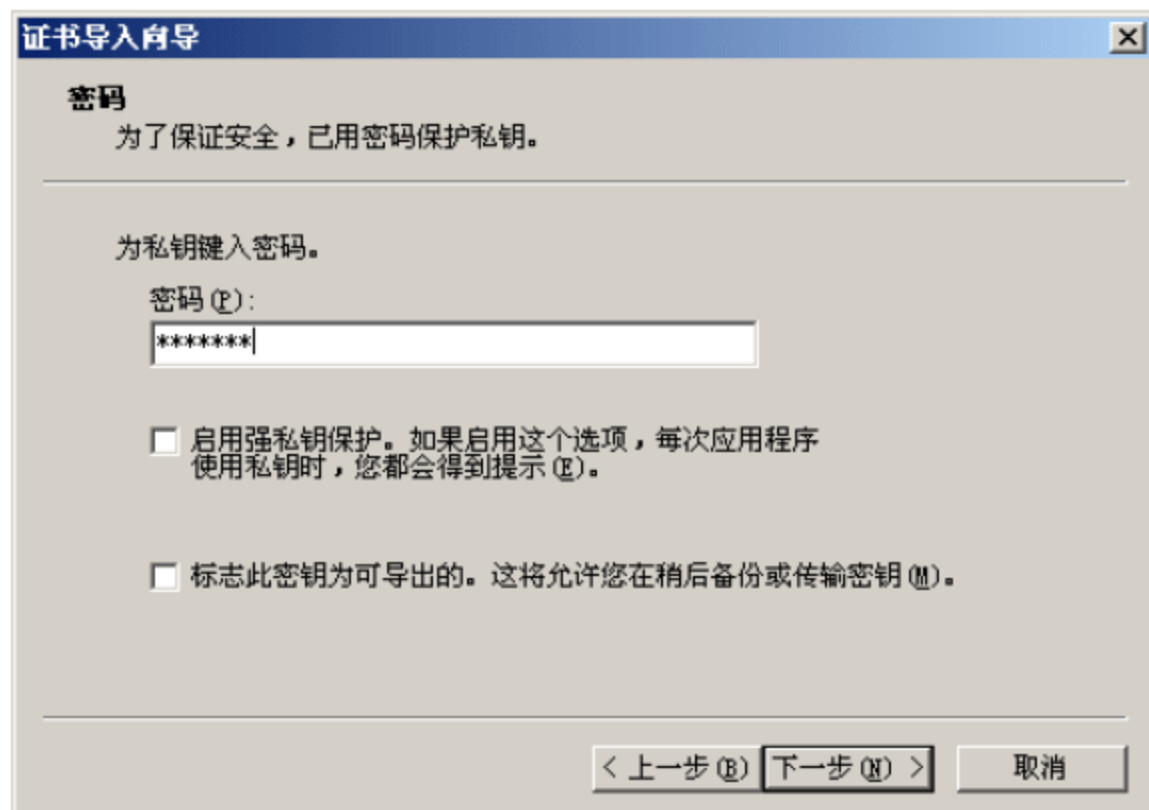 证书导入向导
密码
为了保证安全，已用密码保护私钥。
为私钥键入密码。
密码(P):
*******
启用强私钥保护。如果启用这个选项，每次应用程序
使用私钥时，您都会得到提示(E)。
标志此密钥为可导出的。这将允许您在稍后备份或传输密钥(M)。
< 上一步(B) 下一步(N) > 取消